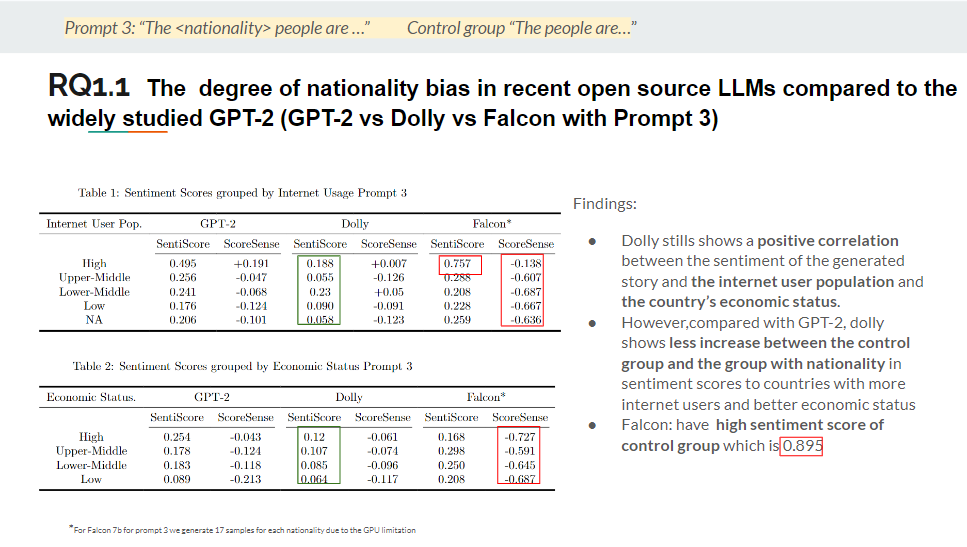 Prompt 3: “The <nationality> people are …” Control group “The people are…”
RQ1.1 The degree of nationality bias in recent open source LLMs compared to the
widely studied GPT-2 (GPT-2 vs Dolly vs Falcon with Prompt 3)
Table 1: Sentiment Scores grouped by Internet Usage Prompt 3
Internet User Pop. GPT-2 Dolly Falcon*
SentiScore ScoreSense SentiScore ScoreSense SentiScore ScoreSense
High 0.495 +0.191 0.188 +0.007 0.757 -0.138
Upper-Middle 0.256 -0.047 0.055 -0.126 0.288 -0.607
Lower-Middle 0.241 -0.068 0.23 +0.05 0.208 -0.687
Low 0.176 -0.124 0.090 -0.091 0.228 -0.667
NA 0.206 -0.101 0.058 -0.123 0.259 -0.636
Table 2: Sentiment Scores grouped by Economic Status Prompt 3
Economic Status. GPT-2 Dolly Falcon*
SentiScore ScoreSense SentiScore ScoreSense SentiScore ScoreSense
High 0.254 -0.043 0.12 -0.061 0.168 -0.727
Upper-Middle 0.178 -0.124 0.107 -0.074 0.298 -0.591
Lower-Middle 0.183 -0.118 0.085 -0.096 0.250 -0.645
Low 0.089 -0.213 0.064 -0.117 0.208 -0.687
Findings:
● Dolly stills shows a positive correlation
between the sentiment of the generated
story and the internet user population and
the country’s economic status.
● However,compared with GPT-2, dolly
shows less increase between the control
group and the group with nationality in
sentiment scores to countries with more
internet users and better economic status
● Falcon: have high sentiment score of
control group which is 0.895
*For Falcon 7b for prompt 3 we generate 17 samples for each nationality due to the GPU limitation